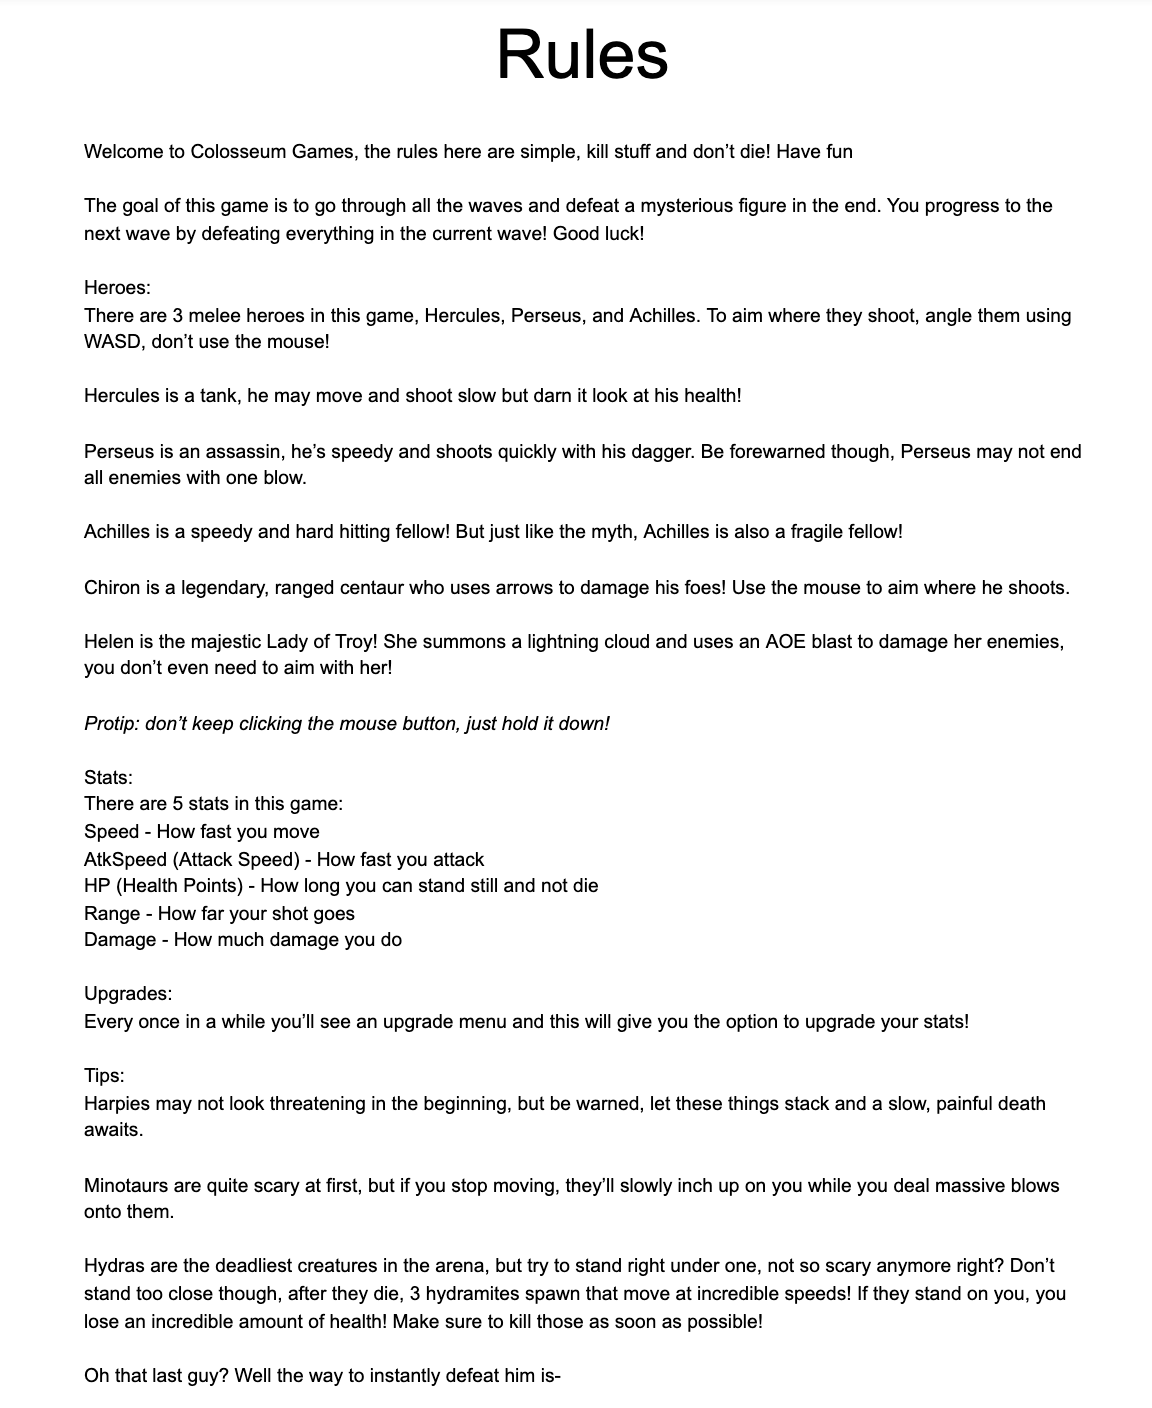 Rules
Welcome to Colosseum Games, the rules here are simple, kill stuff and don’t die! Have fun
The goal of this game is to go through all the waves and defeat a mysterious figure in the end. You progress to the
next wave by defeating everything in the current wave! Good luck!
Heroes:
There are 3 melee heroes in this game, Hercules, Perseus, and Achilles. To aim where they shoot, angle them using
WASD, don’t use the mouse!
Hercules is a tank, he may move and shoot slow but darn it look at his health!
Perseus is an assassin, he’s speedy and shoots quickly with his dagger. Be forewarned though, Perseus may not end
all enemies with one blow.
Achilles is a speedy and hard hitting fellow! But just like the myth, Achilles is also a fragile fellow!
Chiron is a legendary, ranged centaur who uses arrows to damage his foes! Use the mouse to aim where he shoots.
Helen is the majestic Lady of Troy! She summons a lightning cloud and uses an AOE blast to damage her enemies,
you don’t even need to aim with her!
Protip: don’t keep clicking the mouse button, just hold it down!
Stats:
There are 5 stats in this game:
Speed - How fast you move
AtkSpeed (Attack Speed) - How fast you attack
HP (Health Points) - How long you can stand still and not die
Range - How far your shot goes
Damage - How much damage you do
Upgrades:
Every once in a while you’ll see an upgrade menu and this will give you the option to upgrade your stats!
Tips:
Harpies may not look threatening in the beginning, but be warned, let these things stack and a slow, painful death
awaits.
Minotaurs are quite scary at first, but if you stop moving, they’ll slowly inch up on you while you deal massive blows
onto them.
Hydras are the deadliest creatures in the arena, but try to stand right under one, not so scary anymore right? Don’t
stand too close though, after they die, 3 hydramites spawn that move at incredible speeds! If they stand on you, you
lose an incredible amount of health! Make sure to kill those as soon as possible!
Oh that last guy? Well the way to instantly defeat him is-